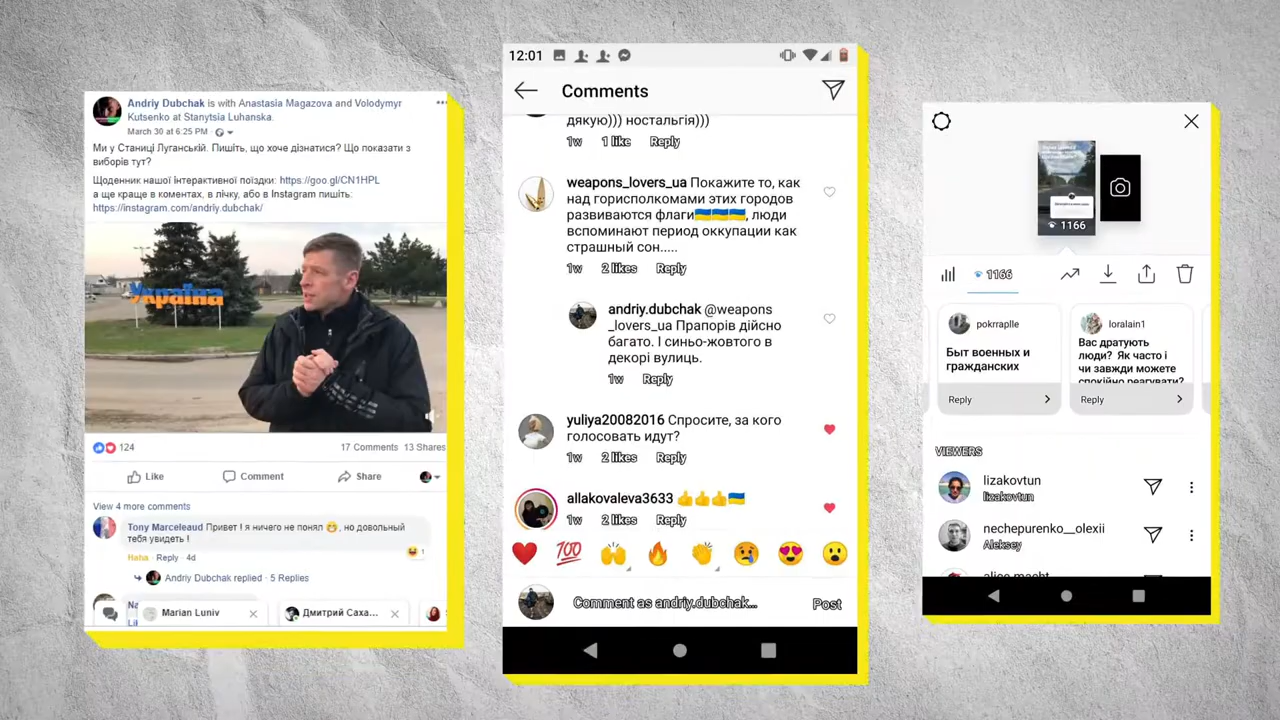 Andriy Dubchak is with Anastasia Magazova and Volodymyr
Kutsenko at Stanytsia Luhanska.
March 30 at 6:25 PM
Ми у Станиці Луганській. Пишіть, що хоче дізнатися? Що показати з
виборів тут?
Щоденник нашої інтерактивної поїздки: https://goo.gl/CN1HPL
а ще краще в коментах, в лічку, або в Instagram пишіть:
https://instagram.com/andriy.dubchak/
Україна
124
17 Comments 13 Shares
Like Comment Share
View 4 more comments
Tony Marceleaud Привет ! я ничего не понял 😁, но довольный
тебя увидеть !
😆 1
Haha · Reply · 4d
Andriy Dubchak replied · 5 Replies
Na
Li
Marian Luniv
Дмитрий Саха...
12:01
Comments
дякую))) ностальгія)))
1w 1 like Reply
weapons_lovers_ua Покажите то, как
над горисполкомами этих городов
развиваются флаги🇺🇦🇺🇦🇺🇦, люди
вспоминают период оккупации как
страшный сон.....
1w 2 likes Reply
andriy.dubchak @weapons
_lovers_ua Прапорів дійсно
багато. І синьо-жовтого в
декорі вулиць.
1w Reply
yuliya20082016 Спросите, за кого
голосовать идут?
1w 2 likes Reply
allakovaleva3633 👍👍👍🇺🇦
1w 2 likes Reply
❤️ 💯 🙌 🔥 👏 😢 😍 😮
Comment as andriy.dubchak... Post
1166
1166
pokrraplle
Быт военных и
гражданских
Reply
loralain1
Вас дратують
люди? Як часто і
чи завжди можете
спокійно реагувати?
Reply
VIEWERS
lizakovtun
lizakovtun
nechepurenko__olexii
Aleksey
alice.macht